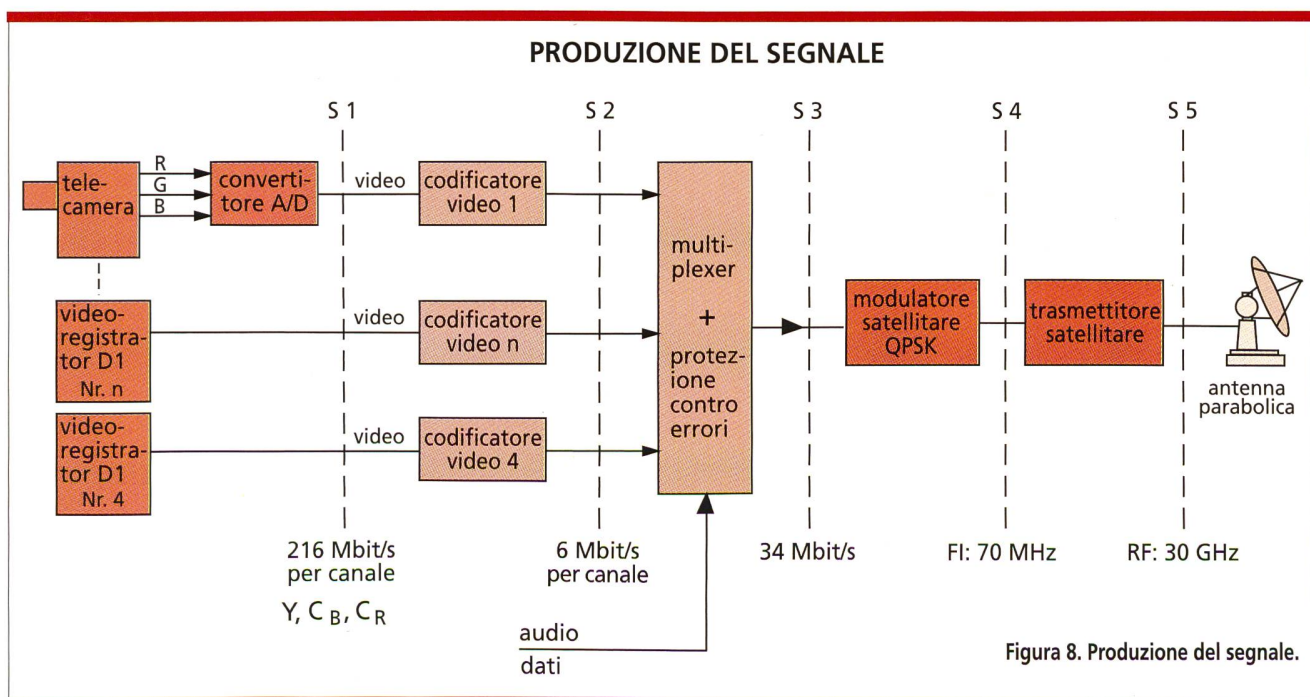 PRODUZIONE DEL SEGNALE
S 1
S 2
S 3
S 4
S 5
tele-
camera
R
G
B
converti-
tore A/D
video
codificatore
video 1
video-
registra-
tor D1
Nr. n
video
codificatore
video n
video-
registra-
tor D1
Nr. 4
video
codificatore
video 4
multi-
plexer
+
protez-
ione
contro
errori
modulatore
satellitare
QPSK
trasmettitore
satellitare
antenna
parabolica
216 Mbit/s
per canale
Y, C B, C R
6 Mbit/s
per canale
34 Mbit/s
FI: 70 MHz
RF: 30 GHz
audio
dati
Figura 8. Produzione del segnale.